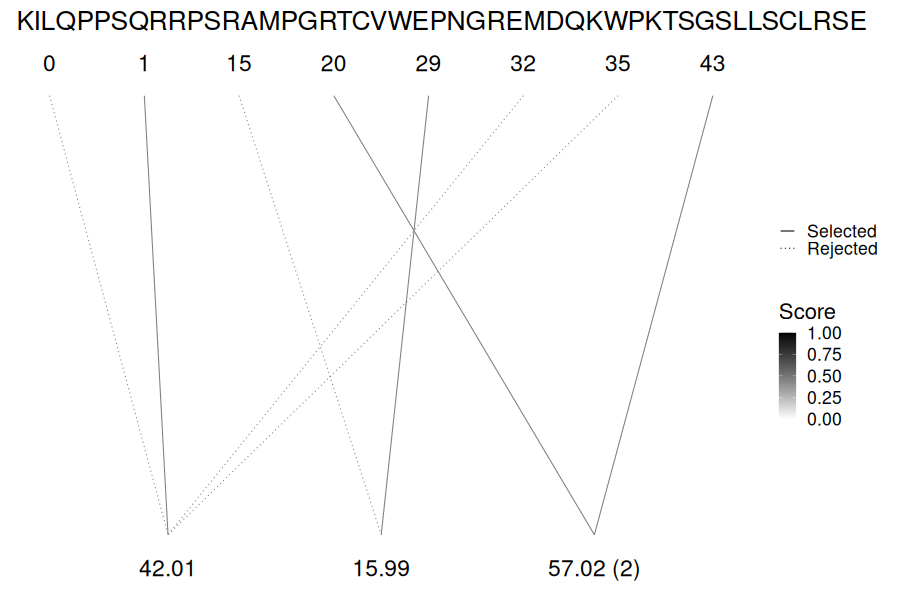 KILQPPSQRRPSRAMPGRTCVWEPNGREMDQKWPKTSGSLLSCLRSE
0 1 15 20 29 32 35 43
Selected
Rejected
Score
1.00
0.75
0.50
0.25
0.00
42.01 15.99 57.02 (2)